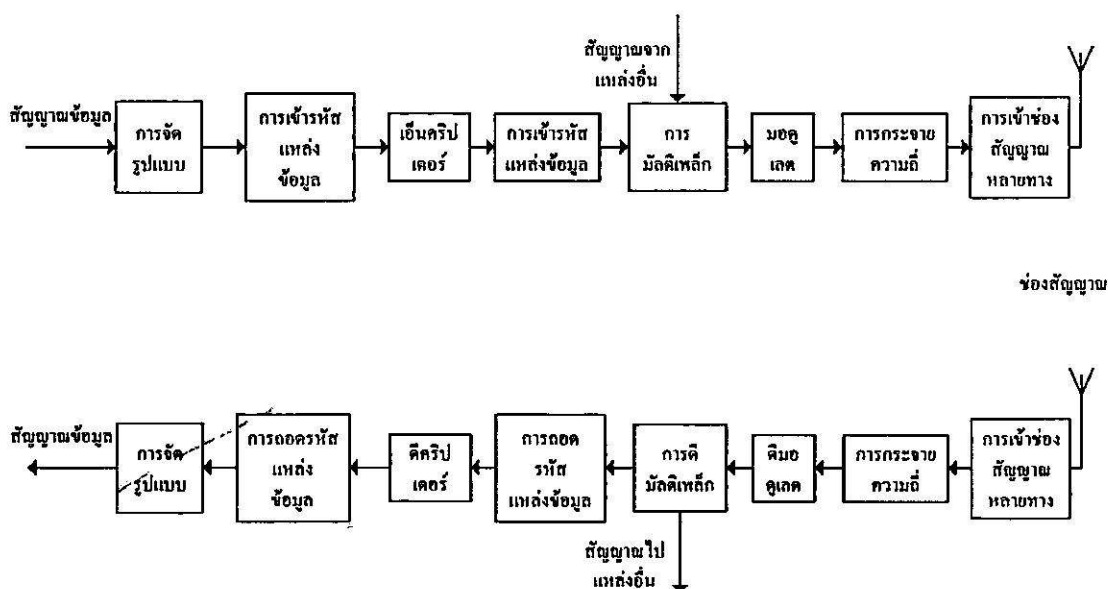 สัญญาณจาก
แหล่งอื่น
สัญญาณข้อมูล
การจัด
รูปแบบ
การเข้ารหัส
แหล่ง
ข้อมูล
เอ็นคริป
เตอร์
การเข้ารหัส
แหล่งข้อมูล
การ
มัลติเพล็ก
มอดู
เลต
การกระจาย
ความถี่
การเข้าช่อง
สัญญาณ
หลายทาง
ช่องสัญญาณ
สัญญาณข้อมูล
การจัด
รูปแบบ
การถอดรหัส
แหล่ง
ข้อมูล
ดีคริป
เตอร์
การถอด
รหัส
แหล่งข้อมูล
การดี
มัลติเพล็ก
ดีมอ
ดูเลต
การกระจาย
ความถี่
การเข้าช่อง
สัญญาณ
หลายทาง
สัญญาณไป
แหล่งอื่น